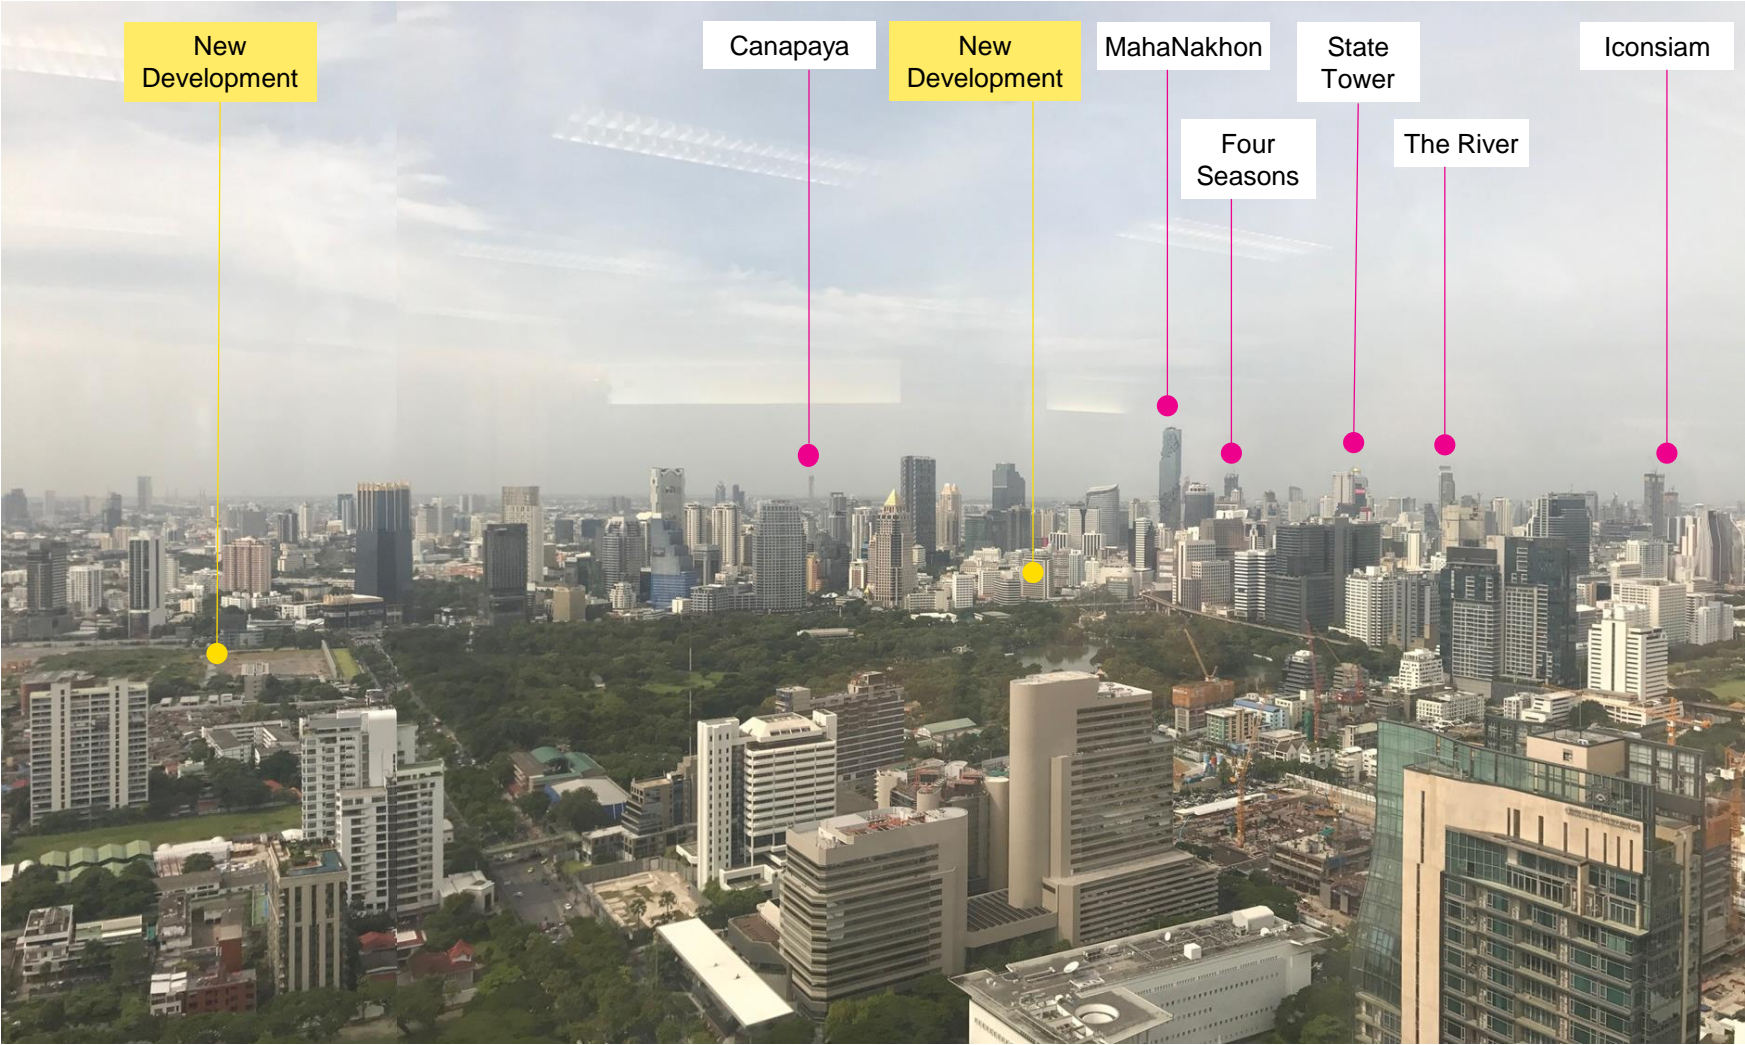 New
Development
Canapaya
New
Development
MahaNakhon
State
Tower
Iconsiam
Four
Seasons
The River